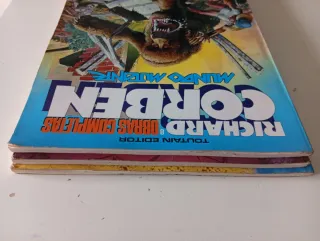 TOUTAIN EDITOR
RICHARD OBRAS COMPLETAS
CORBEN
MUNDO MUTANTE